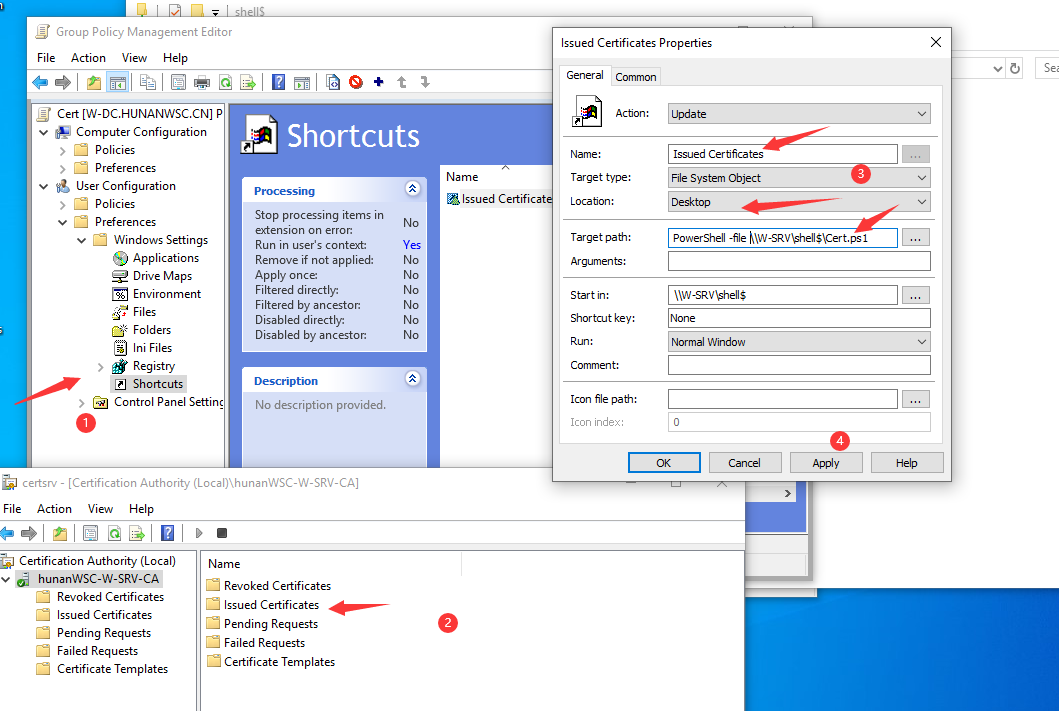 shell$
Group Policy Management Editor
File Action View Help
Cert [W-DC.HUNANWSC.CN] P
Computer Configuration
Policies
Preferences
User Configuration
Policies
Preferences
Windows Settings
Applications
Drive Maps
Environment
Files
Folders
Ini Files
Registry
Shortcuts
Control Panel Setting
1
Shortcuts
Processing
Stop processing items in extension on error: No
Run in user's context: Yes
Remove if not applied: No
Apply once: No
Filtered directly: No
Filtered by ancestor: No
Disabled directly: No
Disabled by ancestor: No
Description
No description provided.
Name
Issued Certificate
Issued Certificates Properties
General Common
Action: Update
Name: Issued Certificates ...
Target type: File System Object
3
Location: Desktop
Target path: PowerShell -file \\W-SRV\shell$\Cert.ps1 ...
Arguments:
Start in: \\W-SRV\shell$ ...
Shortcut key: None
Run: Normal Window
Comment:
Icon file path: ...
Icon index: 0
4
OK Cancel Apply Help
Sea
certsrv - [Certification Authority (Local)\hunanWSC-W-SRV-CA]
File Action View Help
Certification Authority (Local)
hunanWSC-W-SRV-CA
Revoked Certificates
Issued Certificates
Pending Requests
Failed Requests
Certificate Templates
Name
Revoked Certificates
Issued Certificates
Pending Requests
Failed Requests
Certificate Templates
2